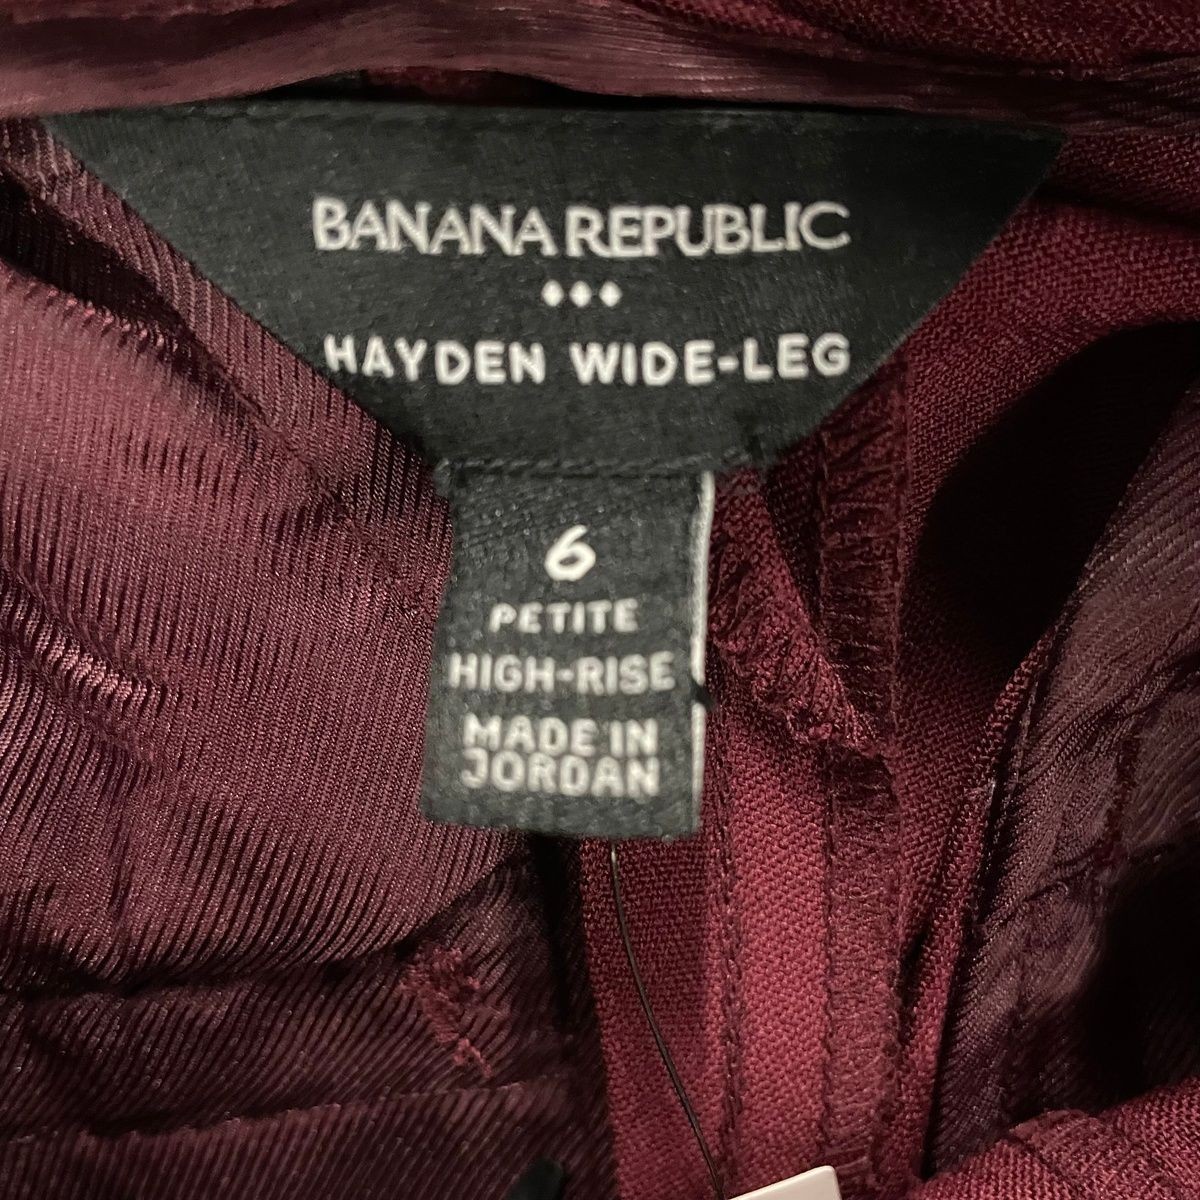 BANANA REPUBLIC
HAYDEN WIDE-LEG
6
PETITE
HIGH-RISE
MADE IN
JORDAN